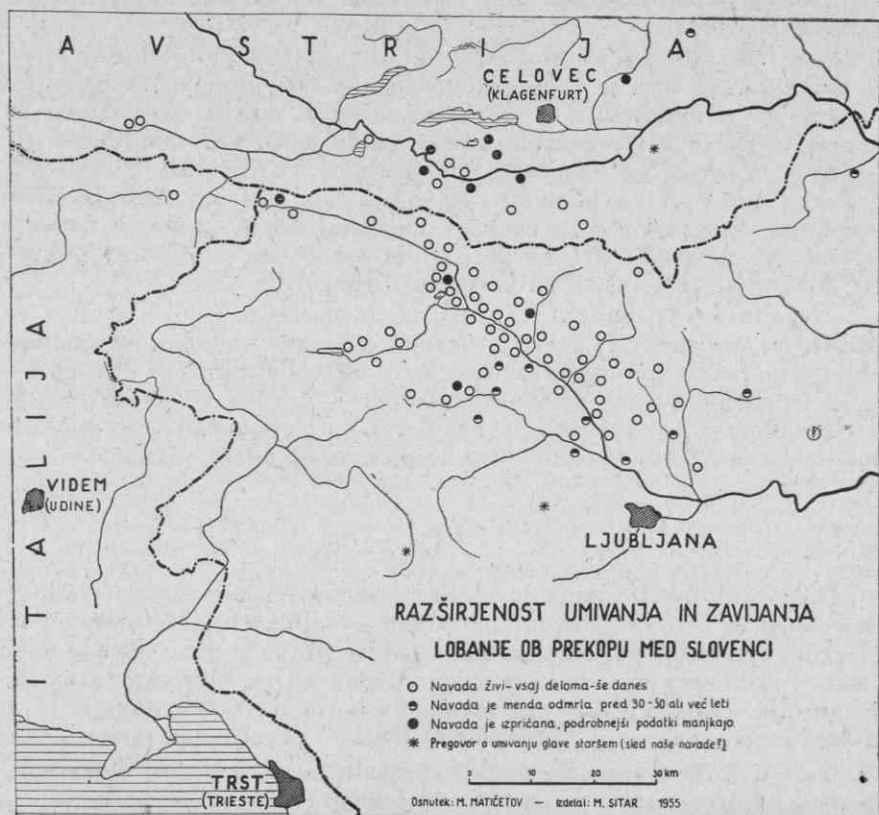 AVSTRIJA
CELOVEC
(KLAGENFURT)
ITALIJA
VIDEM
(UDINE)
LJUBLJANA
RAZŠIRJENOST UMIVANJA IN ZAVIJANJA
LOBANJE OB PREKOPU MED SLOVENCI
Navada živi-vsaj deloma-še danes
Navada je menda odmrla pred 30-50 ali več leti
Navada je izpričana, podrobnejši podatki manjkajo
Pregovor o umivanju glave staršem (sled naše navade?)
0 10 20 30 km
TRST
(TRIESTE)
Osnutek: M. MATIČETOV — Izdelal: M. SITAR 1955